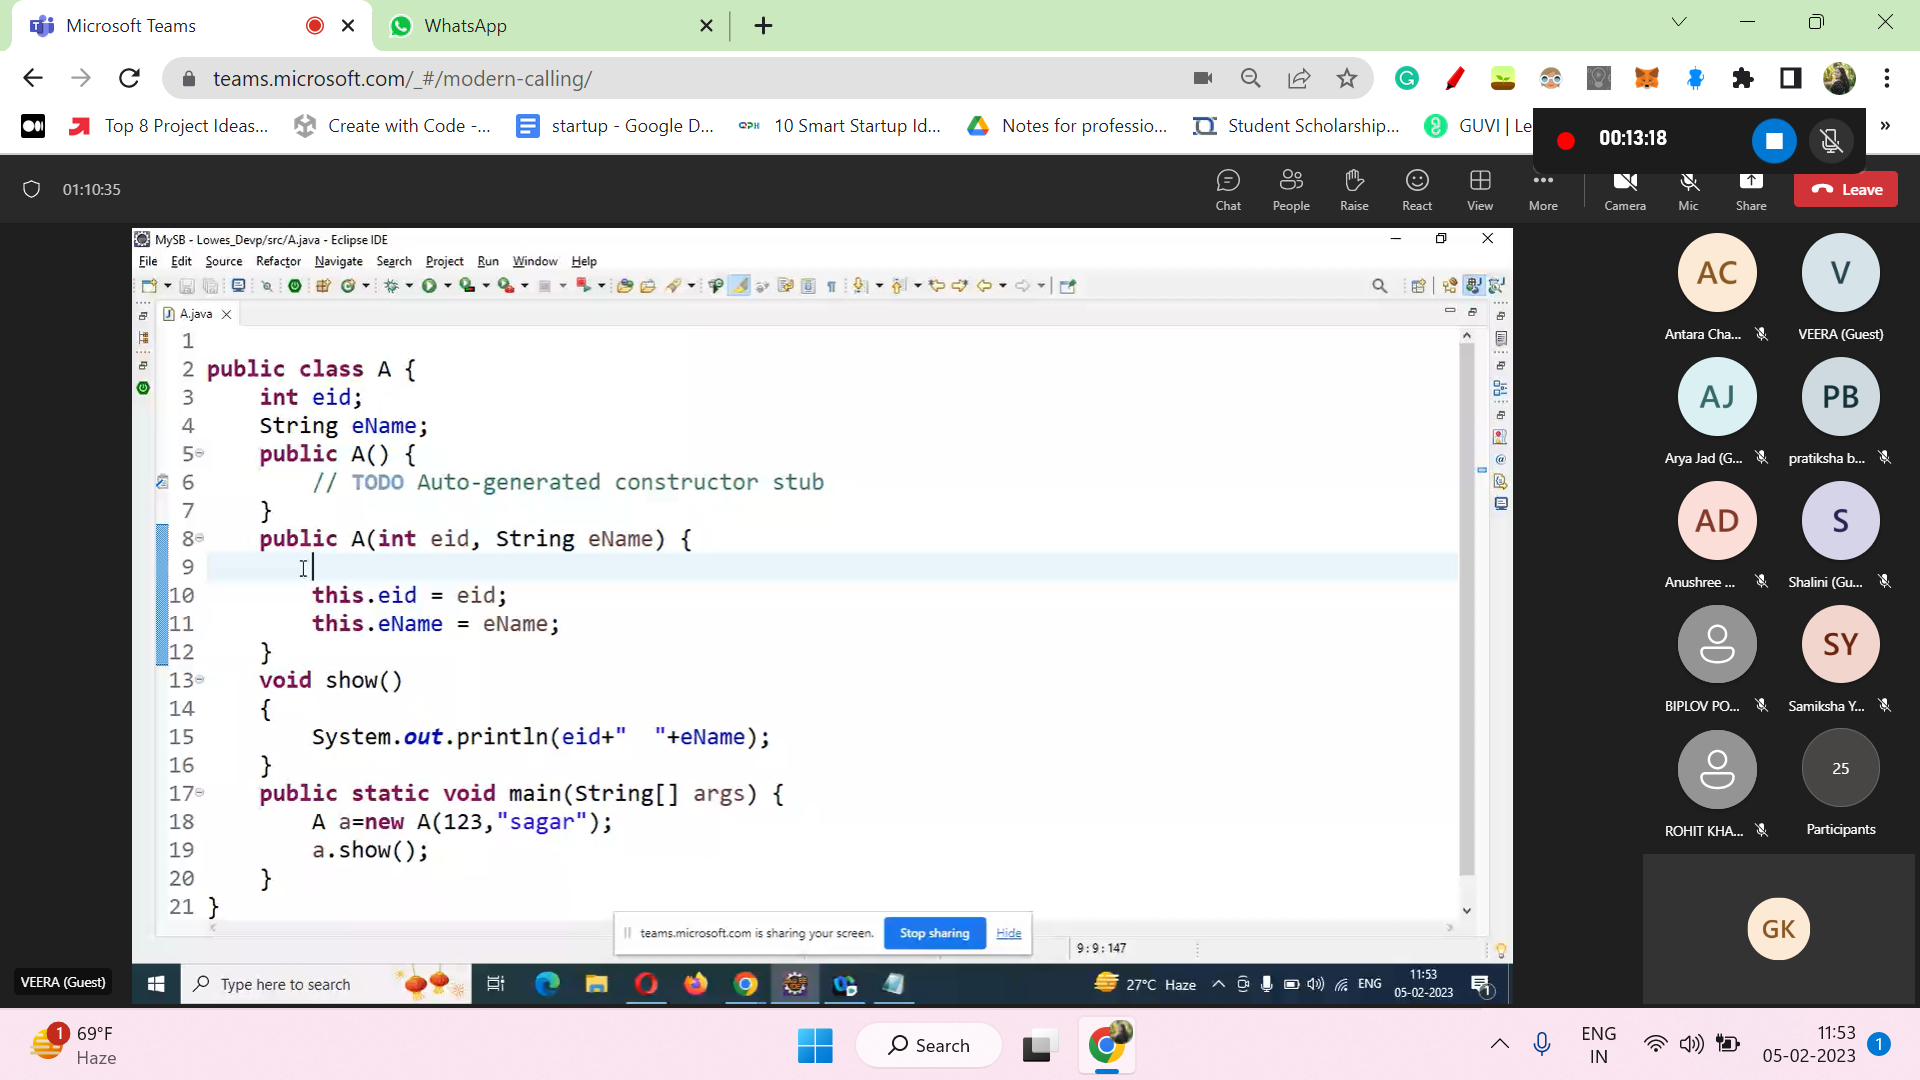 Microsoft Teams
WhatsApp
teams.microsoft.com/_#/modern-calling/
Top 8 Project Ideas...
Create with Code -...
startup - Google D...
10 Smart Startup Id...
Notes for professio...
Student Scholarship...
GUVI | Le
00:13:18
01:10:35
Chat
People
Raise
React
View
More
Camera
Mic
Share
Leave
MySB - Lowes_Devp/src/A.java - Eclipse IDE
File Edit Source Refactor Navigate Search Project Run Window Help
A.java
1
2 public class A {
3 int eid;
4 String eName;
5 public A() {
6 // TODO Auto-generated constructor stub
7 }
8 public A(int eid, String eName) {
9
10 this.eid = eid;
11 this.eName = eName;
12 }
13 void show()
14 {
15 System.out.println(eid+"  "+eName);
16 }
17 public static void main(String[] args) {
18 A a=new A(123,"sagar");
19 a.show();
20 }
21 }
teams.microsoft.com is sharing your screen.
Stop sharing
Hide
9:9:147
Type here to search
27°C Haze
ENG
11:53
05-02-2023
1
VEERA (Guest)
AC
Antara Cha...
V
VEERA (Guest)
AJ
Arya Jad (G...
PB
pratiksha b...
AD
Anushree ...
S
Shalini (Gu...
BIPLOV PO...
SY
Samiksha Y...
ROHIT KHA...
25
Participants
GK
1
69°F
Haze
Search
ENG
IN
11:53
05-02-2023
1